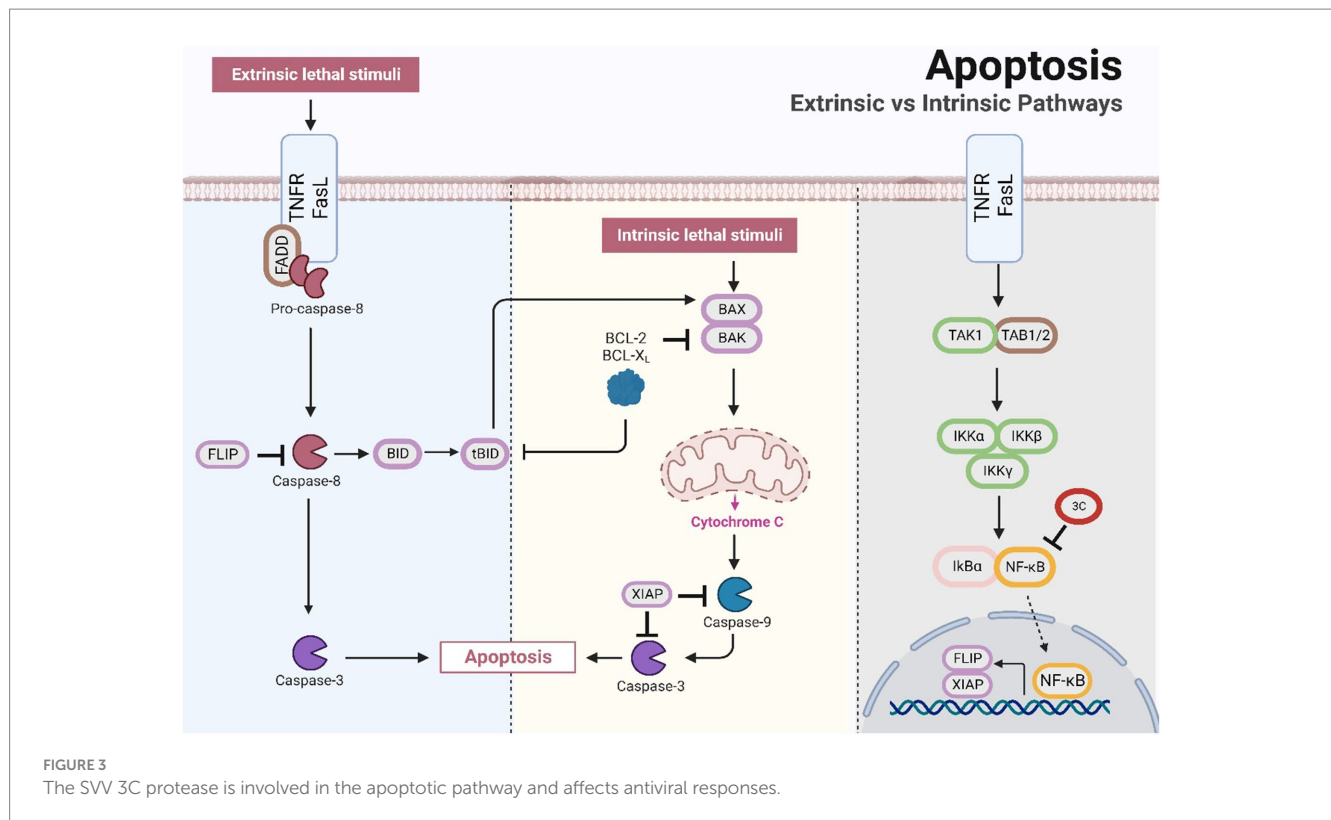 Apoptosis
Extrinsic vs Intrinsic Pathways
Extrinsic lethal stimuli
TNFR
FasL
FADD
Pro-caspase-8
FLIP
Caspase-8
BID
tBID
Caspase-3
Apoptosis
Intrinsic lethal stimuli
BAX
BAK
BCL-2
BCL-XL
Cytochrome C
XIAP
Caspase-9
Caspase-3
TNFR
FasL
TAK1
TAB1/2
IKKα
IKKβ
IKKγ
3C
IkBα
NF-κB
FLIP
XIAP
NF-κB
FIGURE 3
The SVV 3C protease is involved in the apoptotic pathway and affects antiviral responses.